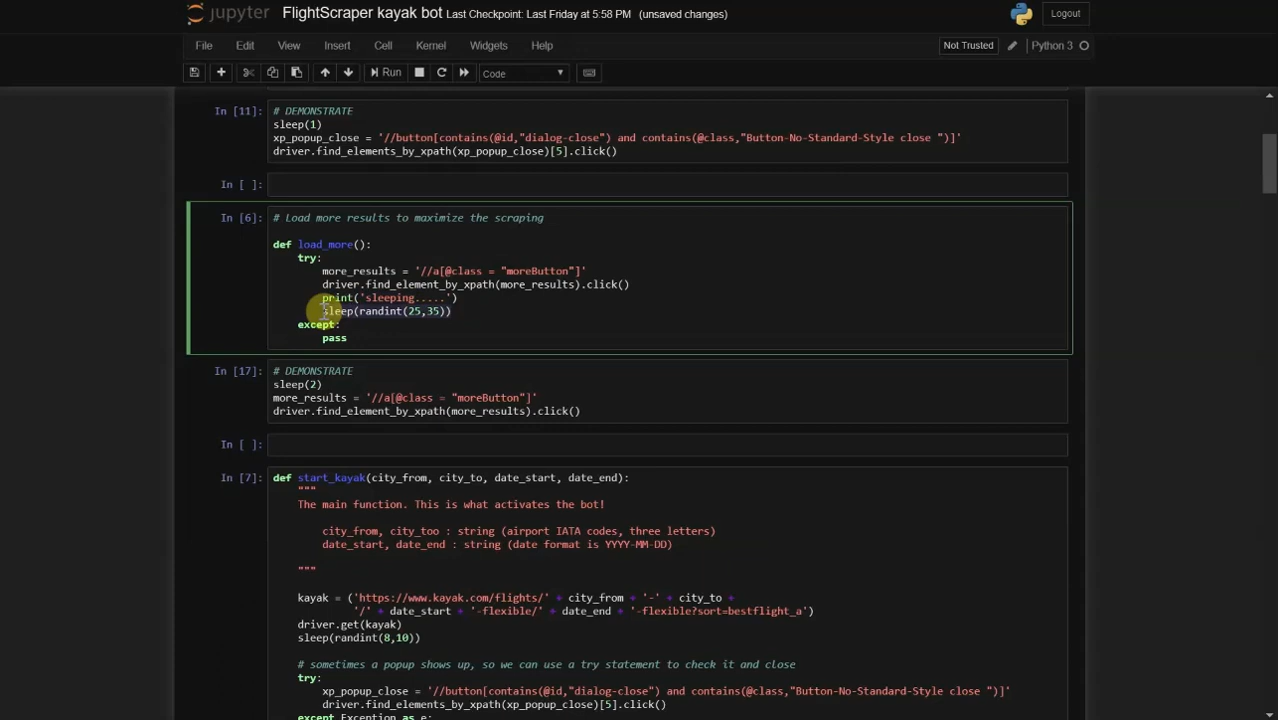 jupyter FlightScraper kayak bot Last Checkpoint: Last Friday at 5:58 PM (unsaved changes) Logout
File Edit View Insert Cell Kernel Widgets Help Not Trusted Python 3
Run Code
In [11]: # DEMONSTRATE
sleep(1)
xp_popup_close = '//button[contains(@id,"dialog-close") and contains(@class,"Button-No-Standard-Style close ")]'
driver.find_elements_by_xpath(xp_popup_close)[5].click()
In [ ]:
In [6]: # Load more results to maximize the scraping
def load_more():
try:
more_results = '//a[@class = "moreButton"]'
driver.find_element_by_xpath(more_results).click()
print('sleeping.....')
sleep(randint(25,35))
except:
pass
In [17]: # DEMONSTRATE
sleep(2)
more_results = '//a[@class = "moreButton"]'
driver.find_element_by_xpath(more_results).click()
In [ ]:
In [7]: def start_kayak(city_from, city_to, date_start, date_end):
"""
The main function. This is what activates the bot!
city_from, city_too : string (airport IATA codes, three letters)
date_start, date_end : string (date format is YYYY-MM-DD)
"""
kayak = ('https://www.kayak.com/flights/' + city_from + '-' + city_to +
'/' + date_start + '-flexible/' + date_end + '-flexible?sort=bestflight_a')
driver.get(kayak)
sleep(randint(8,10))
# sometimes a popup shows up, so we can use a try statement to check it and close
try:
xp_popup_close = '//button[contains(@id,"dialog-close") and contains(@class,"Button-No-Standard-Style close ")]'
driver.find_elements_by_xpath(xp_popup_close)[5].click()
except Exception as e: